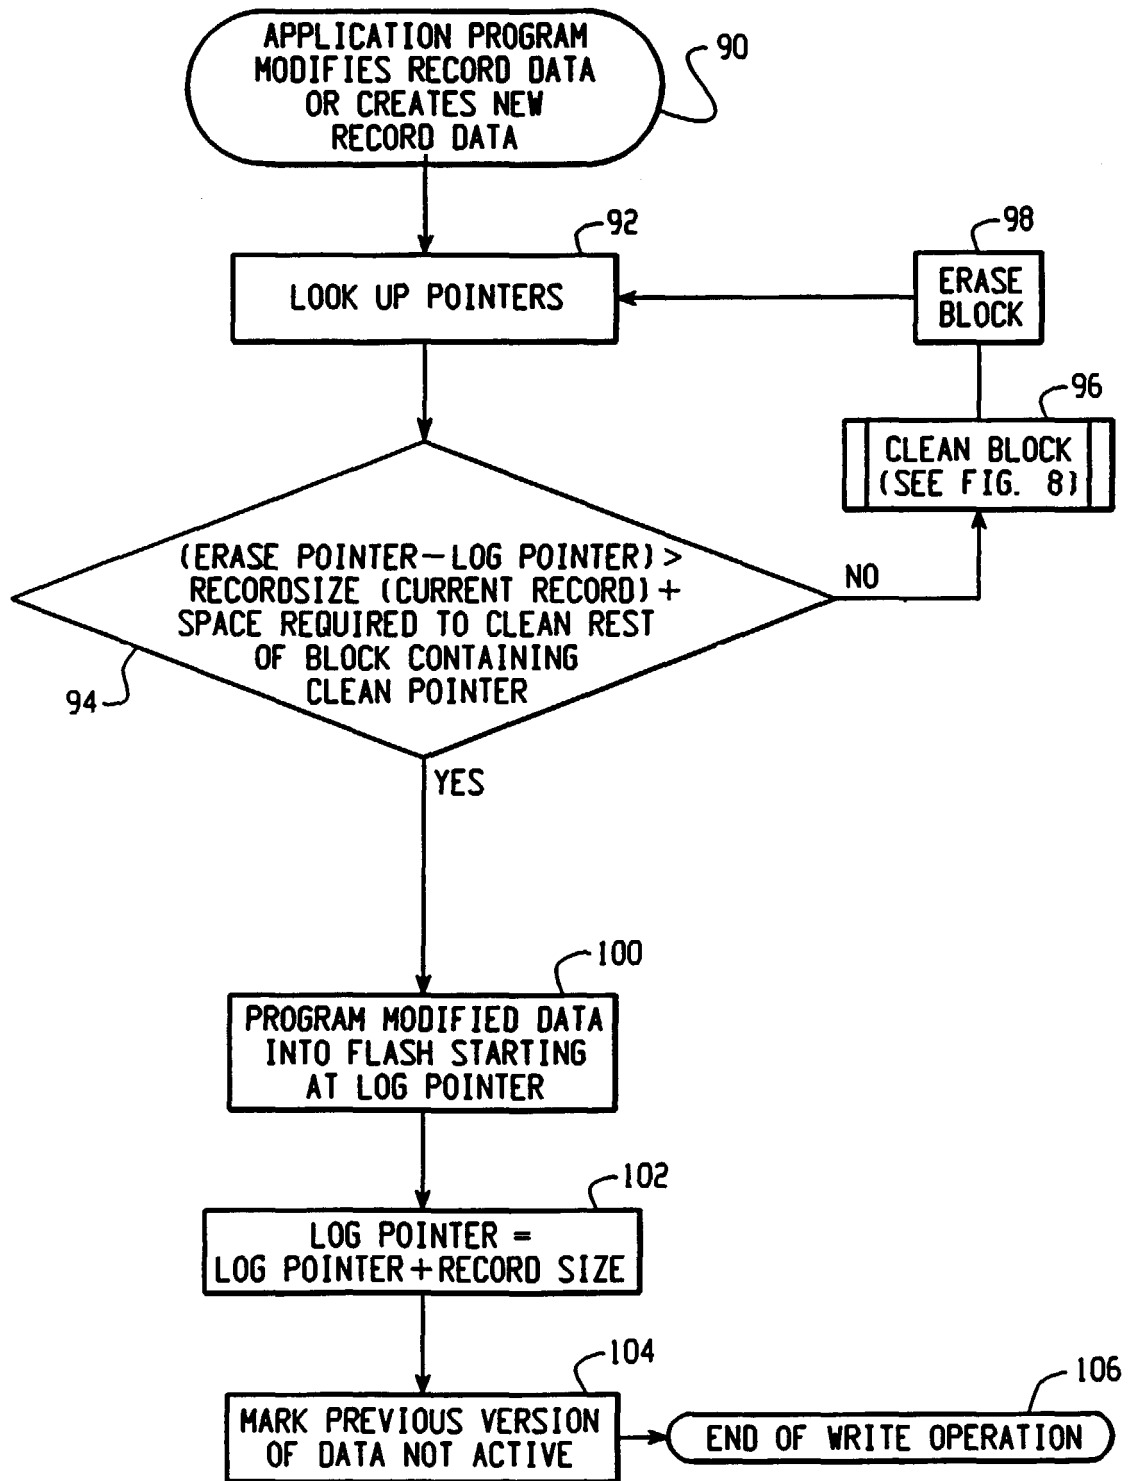 APPLICATION PROGRAM
MODIFIES RECORD DATA
OR CREATES NEW
RECORD DATA
90
92
LOOK UP POINTERS
98
ERASE
BLOCK
96
CLEAN BLOCK
(SEE FIG. 8)
(ERASE POINTER-LOG POINTER) >
RECORDSIZE (CURRENT RECORD) +
SPACE REQUIRED TO CLEAN REST
OF BLOCK CONTAINING
CLEAN POINTER
NO
94
YES
100
PROGRAM MODIFIED DATA
INTO FLASH STARTING
AT LOG POINTER
102
LOG POINTER =
LOG POINTER+RECORD SIZE
104
MARK PREVIOUS VERSION
OF DATA NOT ACTIVE
106
END OF WRITE OPERATION